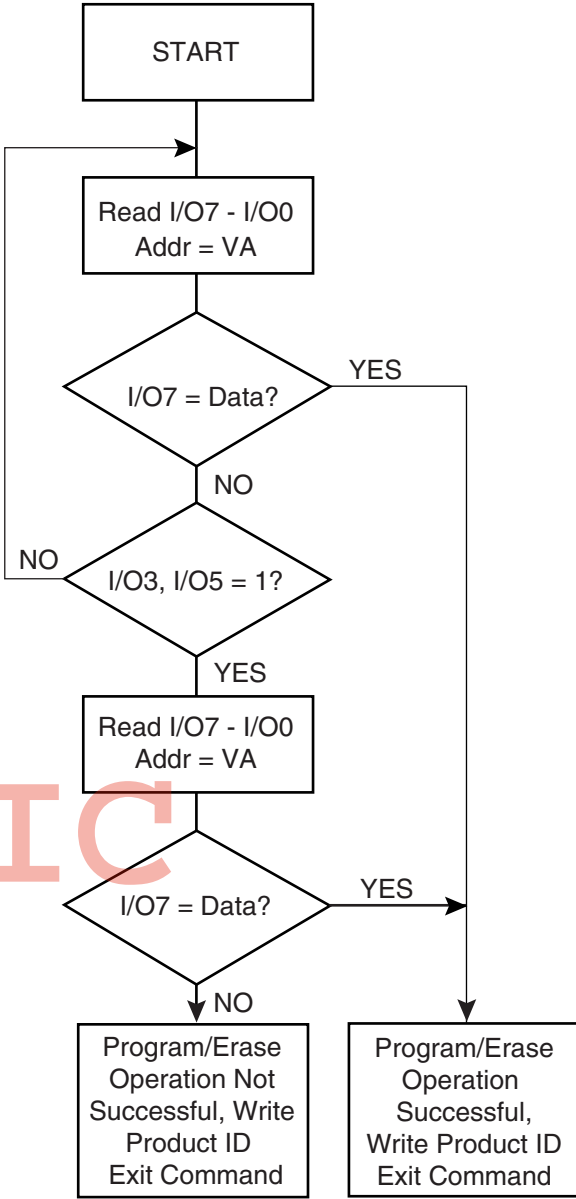 START
Read I/O7 - I/O0
Addr = VA
I/O7 = Data?
YES
NO
I/O3, I/O5 = 1?
NO
YES
Read I/O7 - I/O0
Addr = VA
IC
I/O7 = Data?
YES
NO
Program/Erase
Operation Not
Successful, Write
Product ID
Exit Command
Program/Erase
Operation
Successful,
Write Product ID
Exit Command